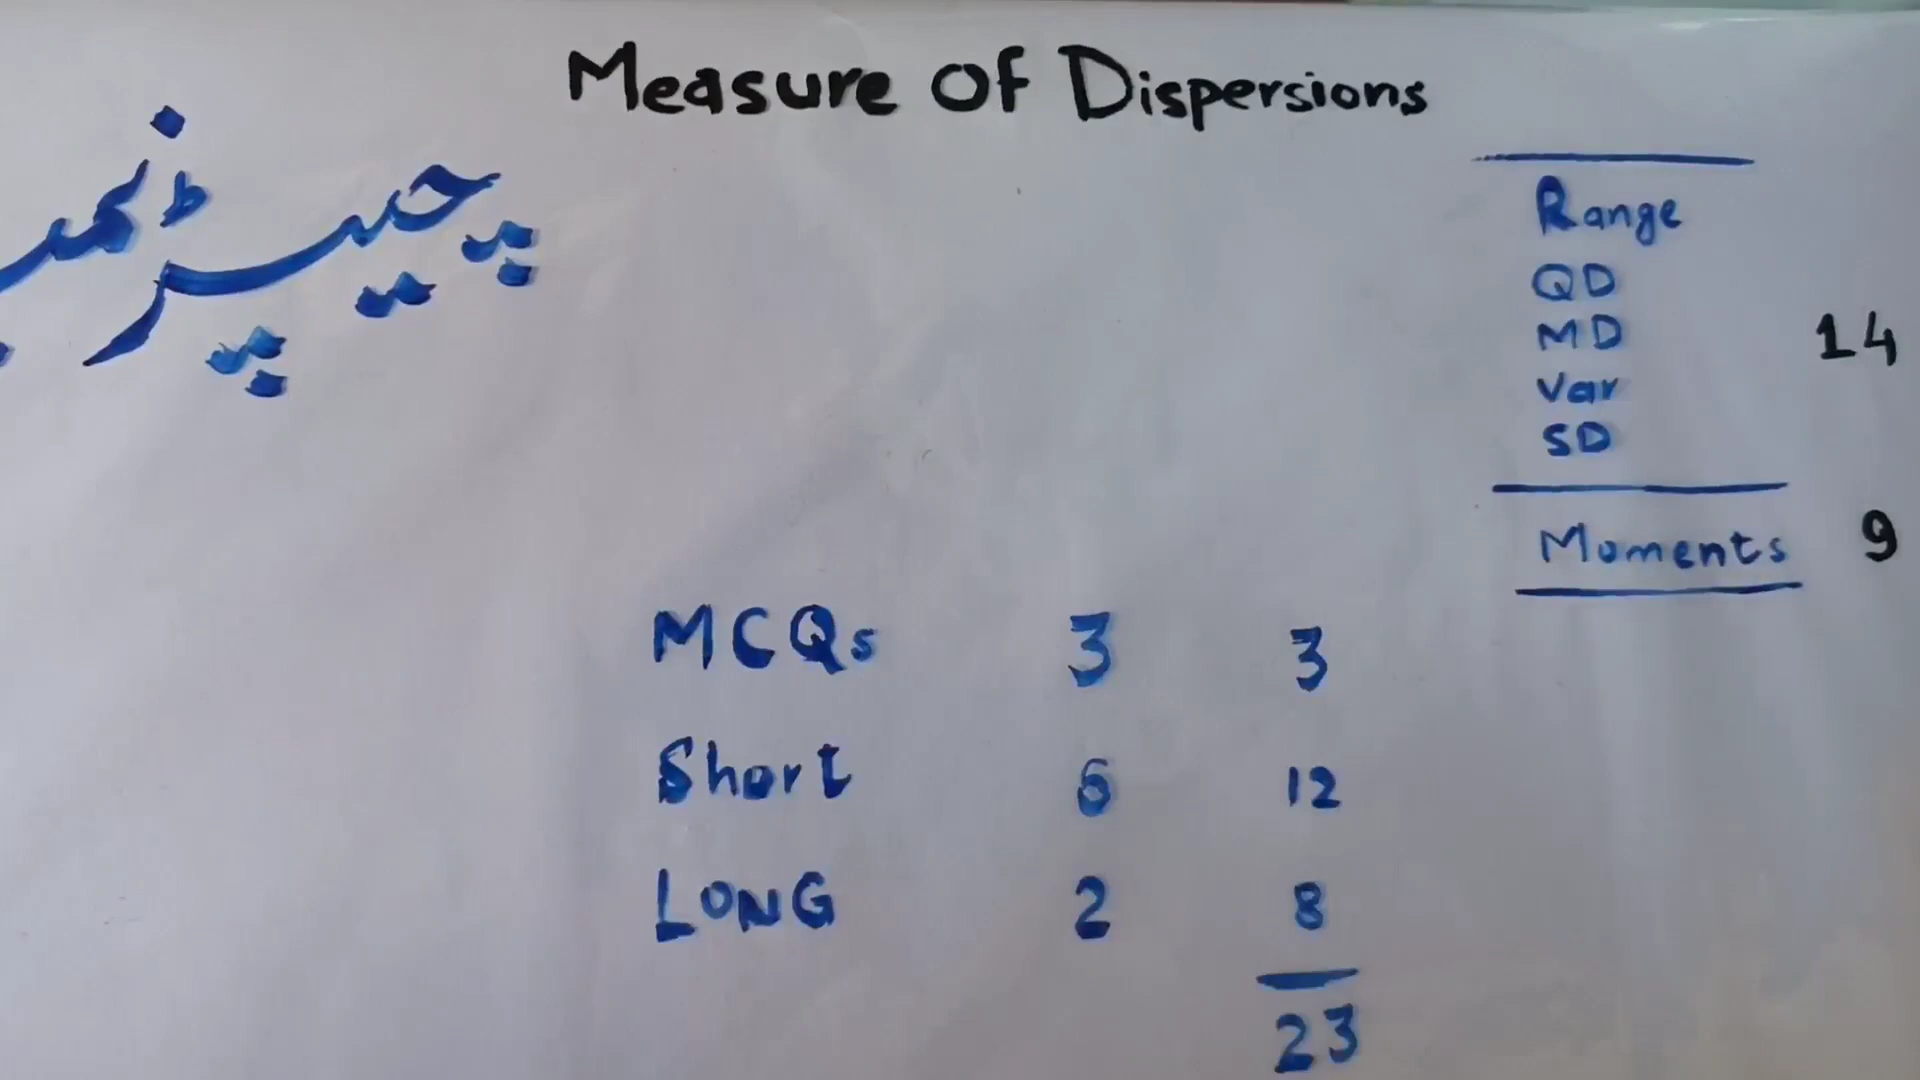 Measure Of Dispersions
چیپٹر نمبر
Range
QD
MD
Var
SD
14
Moments 9
MCQs 3 3
Short 6 12
LONG 2 8
23